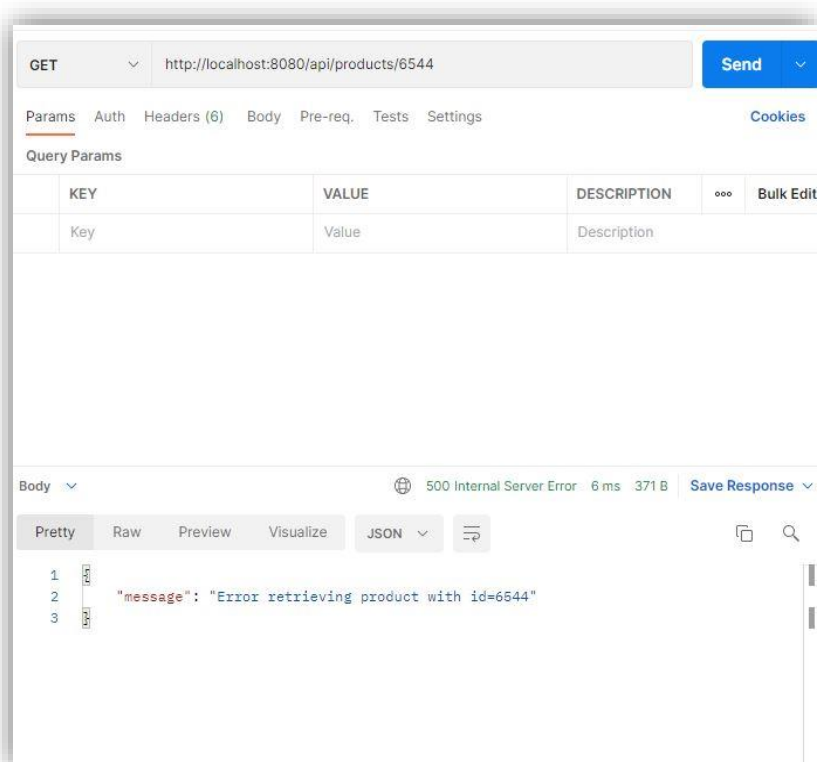 GET http://localhost:8080/api/products/6544 Send
Params Auth Headers (6) Body Pre-req. Tests Settings Cookies
Query Params
KEY VALUE DESCRIPTION ooo Bulk Edit
Key Value Description
Body 500 Internal Server Error 6 ms 371 B Save Response
Pretty Raw Preview Visualize JSON
1 {
2 "message": "Error retrieving product with id=6544"
3 }